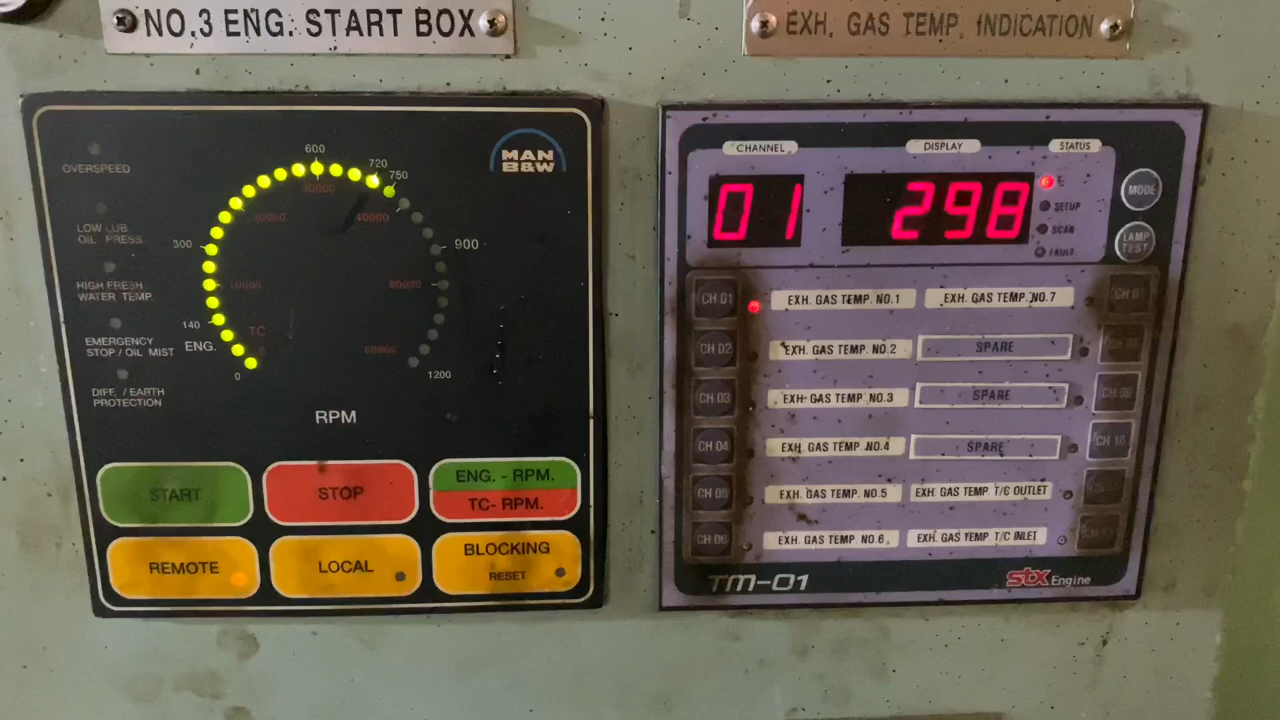 NO.3 ENG. START BOX
EXH. GAS TEMP. INDICATION
OVERSPEED
LOW LUB.
OIL PRESS.
HIGH FRESH
WATER TEMP.
EMERGENCY
STOP / OIL MIST
DIFF. / EARTH
PROTECTION
MAN
B&W
600
720
750
300
900
140
ENG.
0
1200
10000
30000
40000
60000
TC
RPM
START
STOP
ENG. - RPM.
TC- RPM.
REMOTE
LOCAL
BLOCKING
RESET
CHANNEL
DISPLAY
STATUS
01
298
°C
SETUP
SCAN
FAULT
MODE
LAMP
TEST
CH 01
EXH. GAS TEMP. NO.1
EXH. GAS TEMP. NO.7
CH 02
EXH. GAS TEMP. NO.2
SPARE
CH 03
EXH. GAS TEMP. NO.3
SPARE
CH 04
EXH. GAS TEMP. NO.4
SPARE
CH 10
CH 05
EXH. GAS TEMP. NO.5
EXH. GAS TEMP. T/C OUTLET
CH 06
EXH. GAS TEMP. NO.6
EXH. GAS TEMP. T/C INLET
TM-01
STX Engine